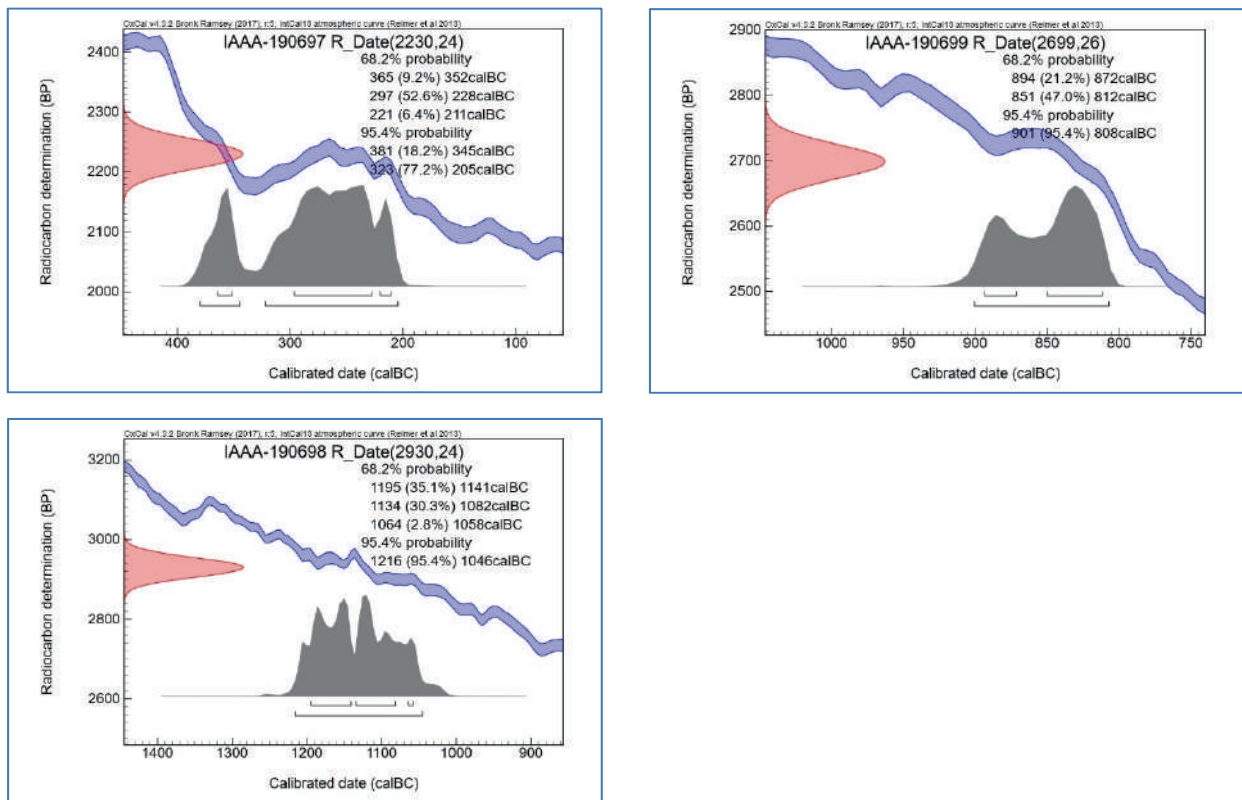 OxCal v4.3.2 Bronk Ramsey (2017); r:5; IntCal13 atmospheric curve (Reimer et al 2013)
IAAA-190697 R_Date(2230,24)
68.2% probability
365 (9.2%) 352calBC
297 (52.6%) 228calBC
221 (6.4%) 211calBC
95.4% probability
381 (18.2%) 345calBC
323 (77.2%) 205calBC
Radiocarbon determination (BP)
2400
2300
2200
2100
2000
400
300
200
100
Calibrated date (calBC)
OxCal v4.3.2 Bronk Ramsey (2017); r:5; IntCal13 atmospheric curve (Reimer et al 2013)
IAAA-190699 R_Date(2699,26)
68.2% probability
894 (21.2%) 872calBC
851 (47.0%) 812calBC
95.4% probability
901 (95.4%) 808calBC
Radiocarbon determination (BP)
2900
2800
2700
2600
2500
1000
950
900
850
800
750
Calibrated date (calBC)
OxCal v4.3.2 Bronk Ramsey (2017); r:5; IntCal13 atmospheric curve (Reimer et al 2013)
IAAA-190698 R_Date(2930,24)
68.2% probability
1195 (35.1%) 1141calBC
1134 (30.3%) 1082calBC
1064 (2.8%) 1058calBC
95.4% probability
1216 (95.4%) 1046calBC
Radiocarbon determination (BP)
3200
3000
2800
2600
1400
1300
1200
1100
1000
900
Calibrated date (calBC)